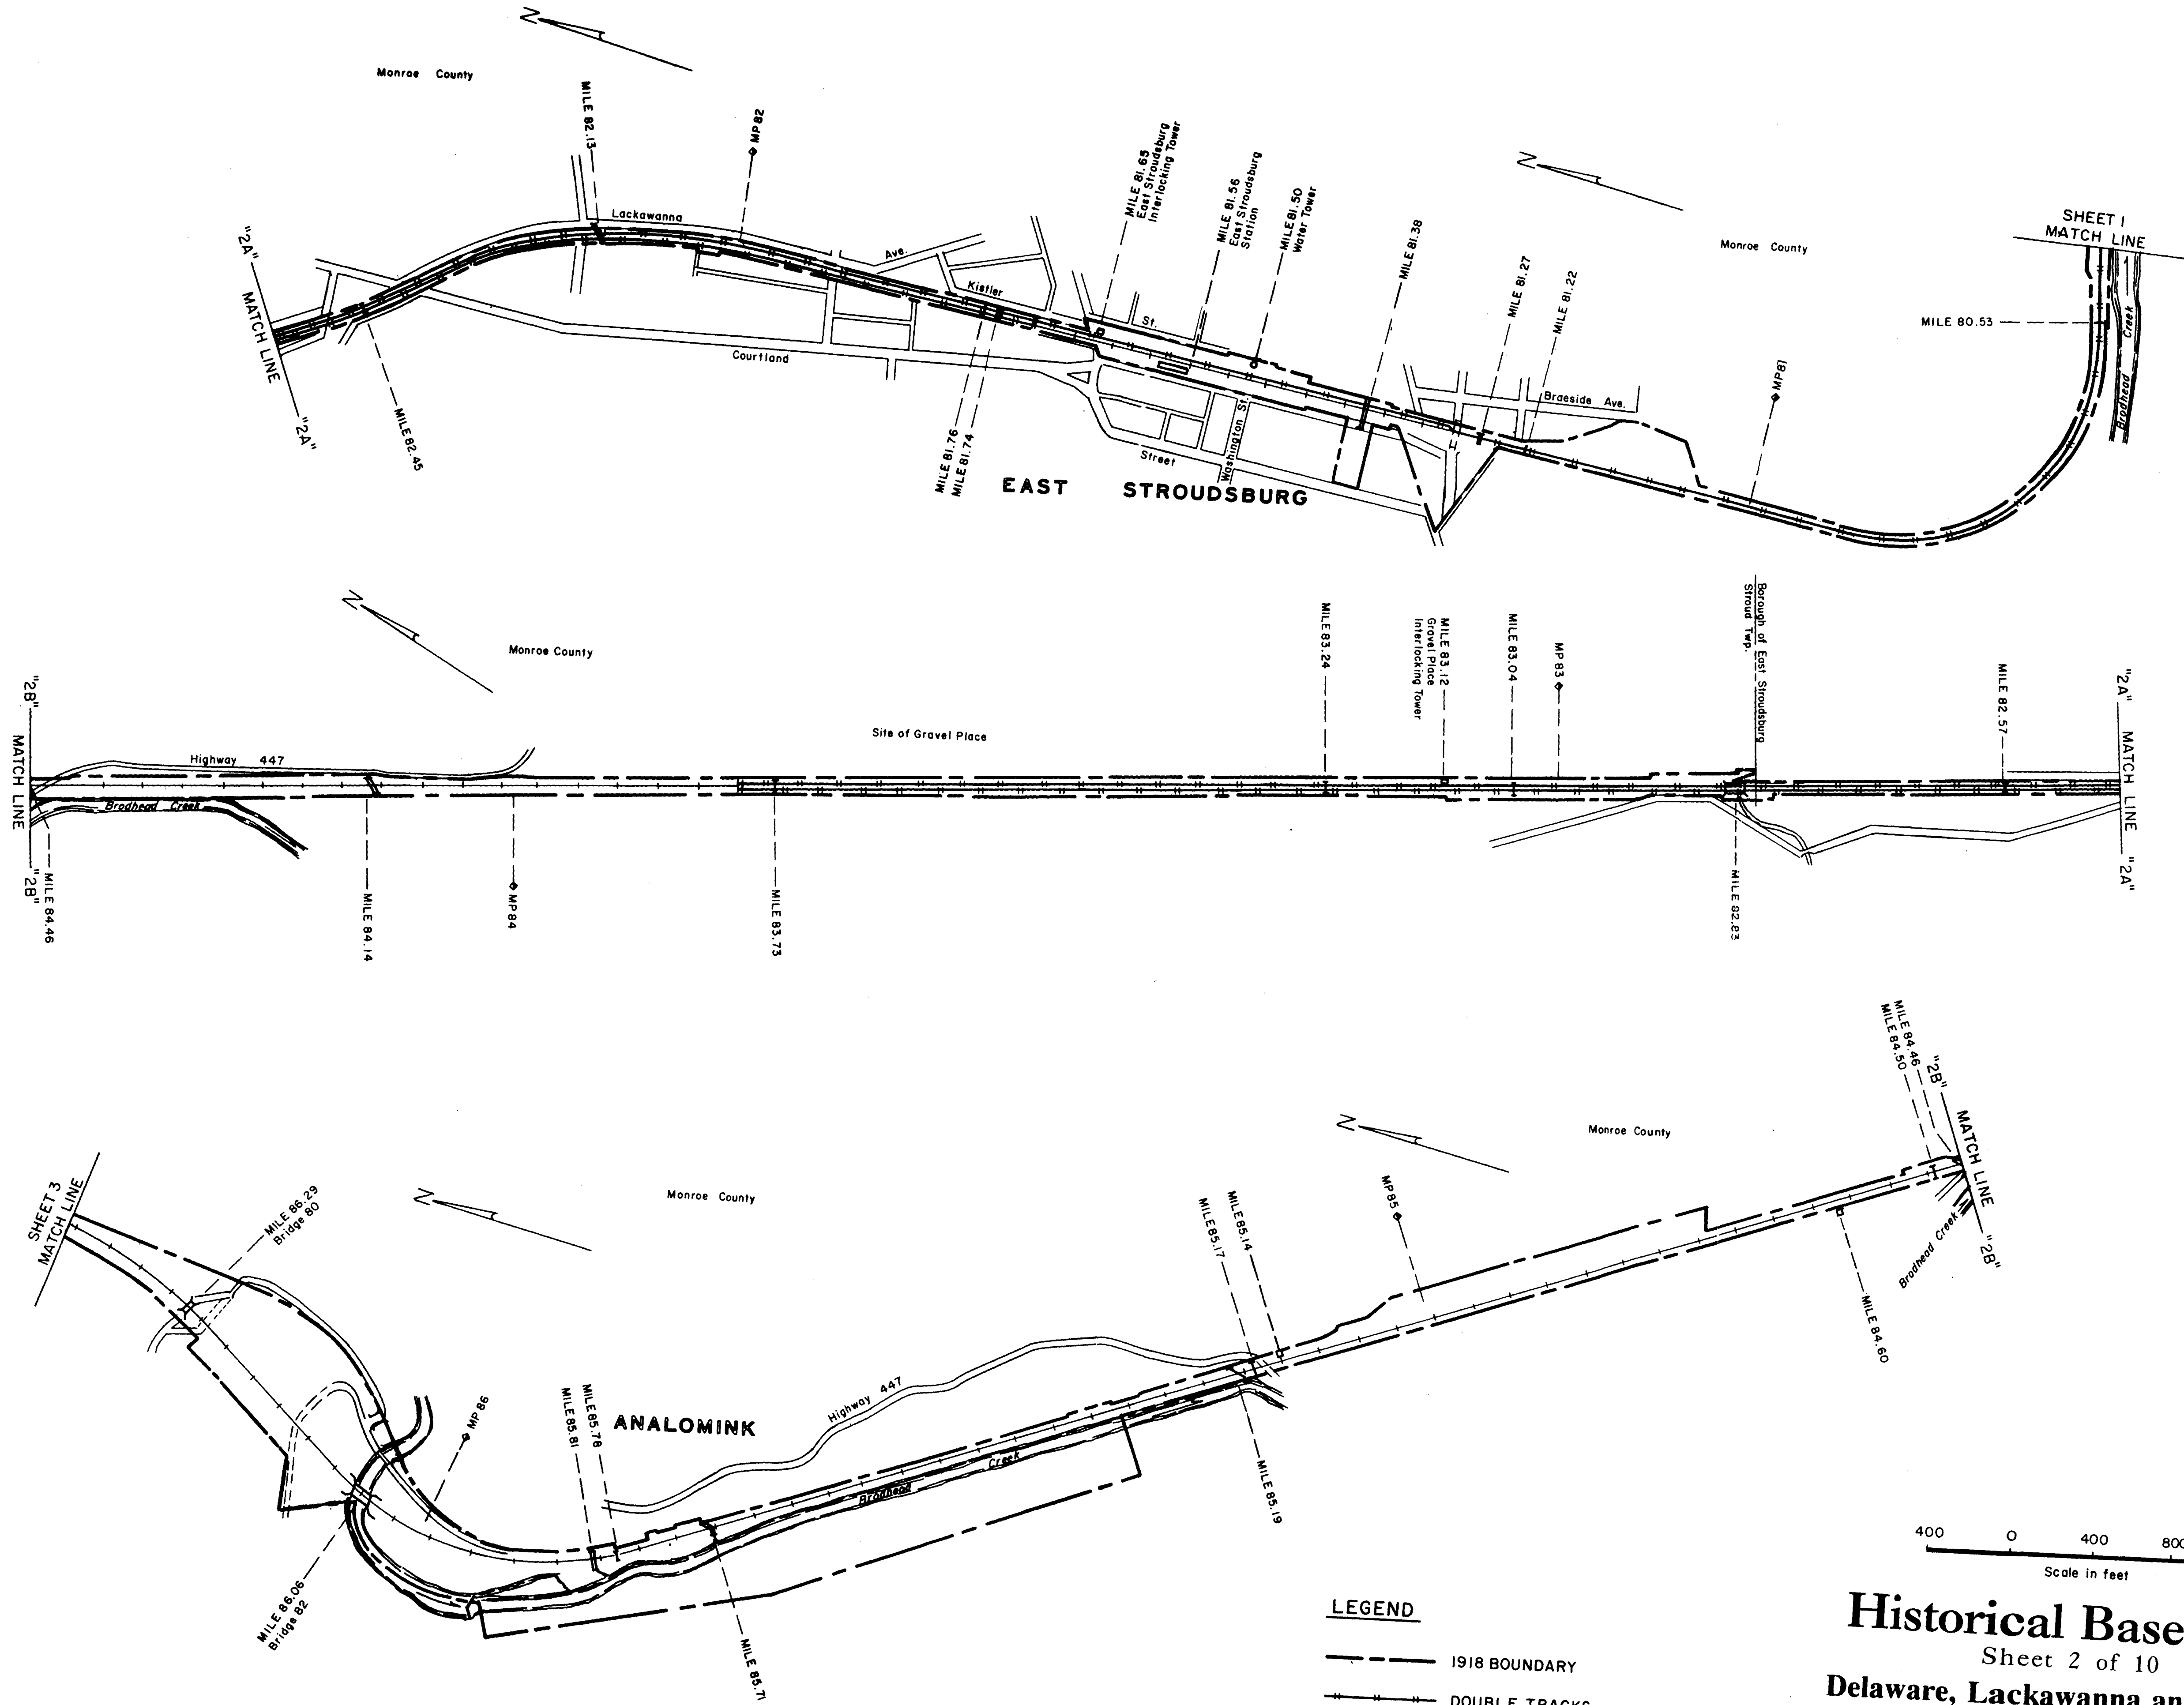 N
Monroe County
MILE 82.13
MP82
MILE 81.65
East Stroudsburg
Interlocking Tower
MILE 81.56
East Stroudsburg
Station
MILE 81.50
Water Tower
MILE 81.38
N
Monroe County
MILE 81.27
MILE 81.22
SHEET 1
MATCH LINE
MILE 80.53
Brodhead Creek
MP81
Lackawanna
Ave.
Kistler
St.
Braeside Ave.
Courtland
Street
Washington St.
"2A"
MATCH LINE
"2A"
MILE 82.45
MILE 81.76
MILE 81.74
EAST STROUDSBURG
N
Monroe County
MILE 83.24
MILE 83.12
Gravel Place
Interlocking Tower
MILE 83.04
MP83
Borough of East Stroudsburg
Stroud Twp.
MILE 82.57
"2A"
MATCH LINE
"2A"
"2B"
MATCH LINE
"2B"
Highway 447
Site of Gravel Place
Brodhead Creek
MILE 84.46
MILE 84.14
MP84
MILE 83.73
MILE 82.83
MILE 84.46
MILE 84.50
"2B"
MATCH LINE
"2B"
N
Monroe County
SHEET 3
MATCH LINE
MILE 86.29
Bridge 80
N
Monroe County
MILE 85.17
MILE 85.14
MP85
Brodhead Creek
MILE 84.60
MP86
MILE 85.81
MILE 85.78
ANALOMINK
Highway 447
Brodhead Creek
MILE 85.19
MILE 86.06
Bridge 82
MILE 85.71
400 0 400 800
Scale in feet
LEGEND
1918 BOUNDARY
DOUBLE TRACKS
Historical Base
Sheet 2 of 10
Delaware, Lackawanna an